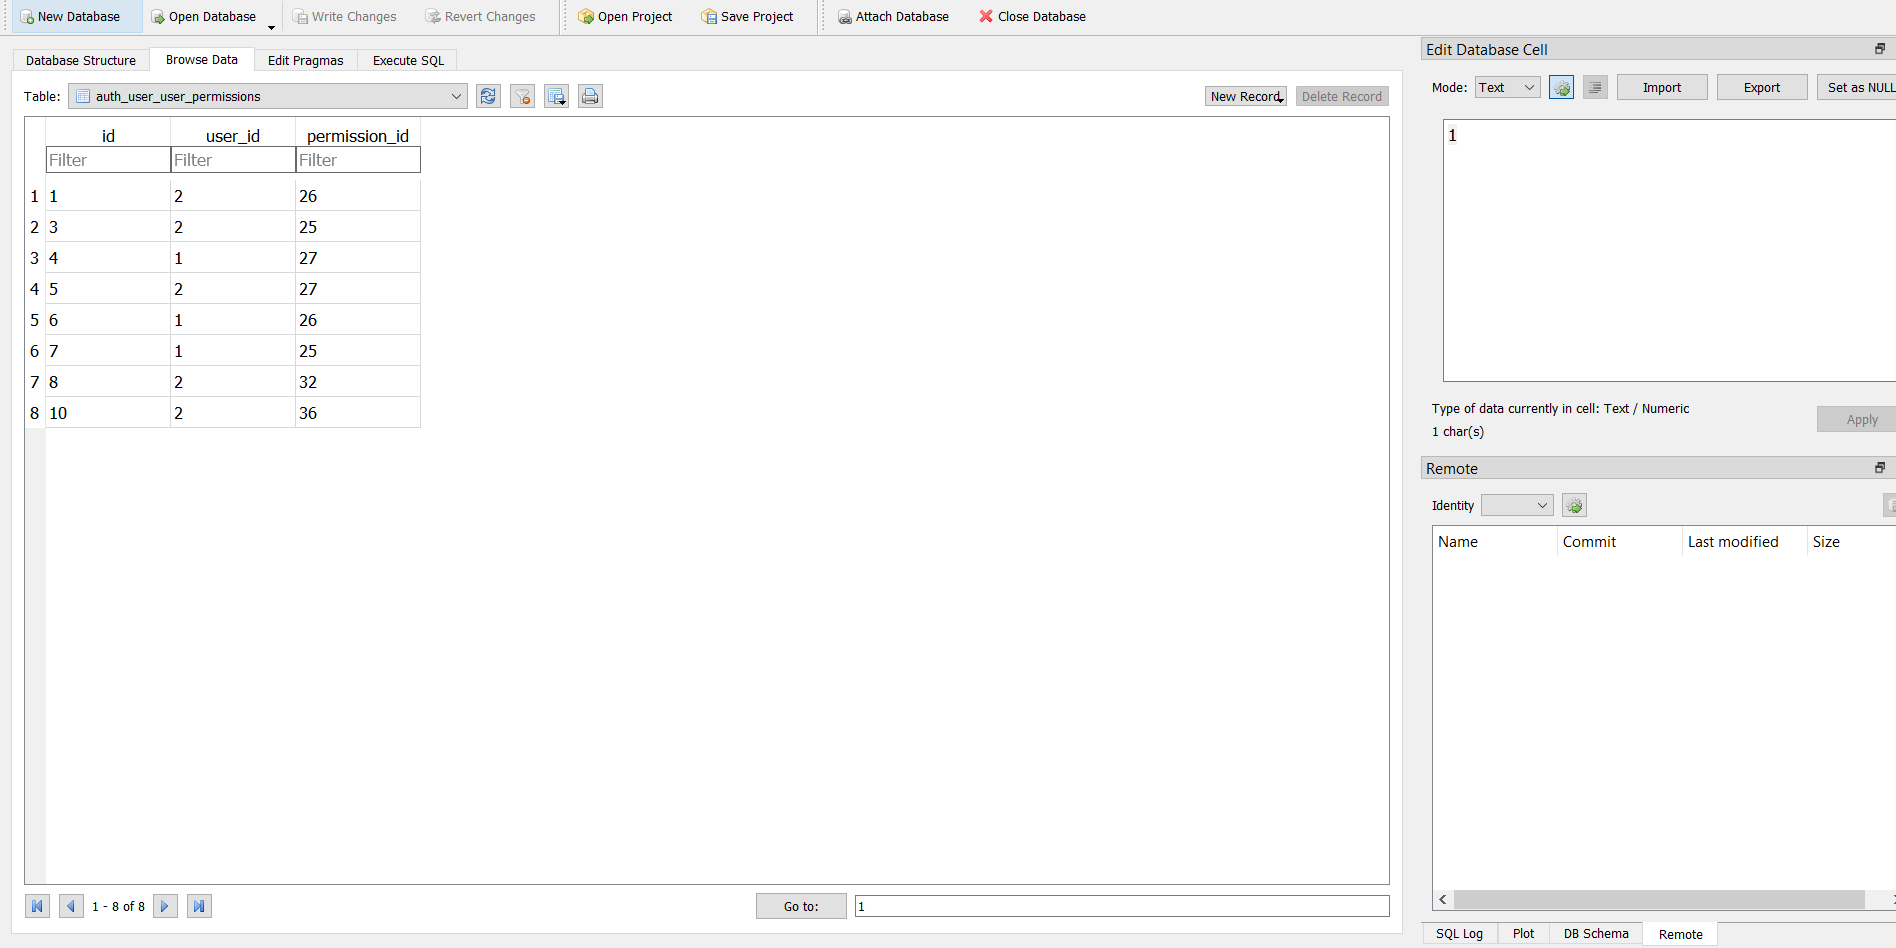 New Database Open Database Write Changes Revert Changes Open Project Save Project Attach Database Close Database
Database Structure Browse Data Edit Pragmas Execute SQL
Table: auth_user_user_permissions New Record Delete Record
id user_id permission_id
Filter Filter Filter
1 1 2 26
2 3 2 25
3 4 1 27
4 5 2 27
5 6 1 26
6 7 1 25
7 8 2 32
8 10 2 36
1 - 8 of 8 Go to: 1
Edit Database Cell
Mode: Text Import Export Set as NULL
1
Type of data currently in cell: Text / Numeric
1 char(s)
Apply
Remote
Identity
Name Commit Last modified Size
SQL Log Plot DB Schema Remote